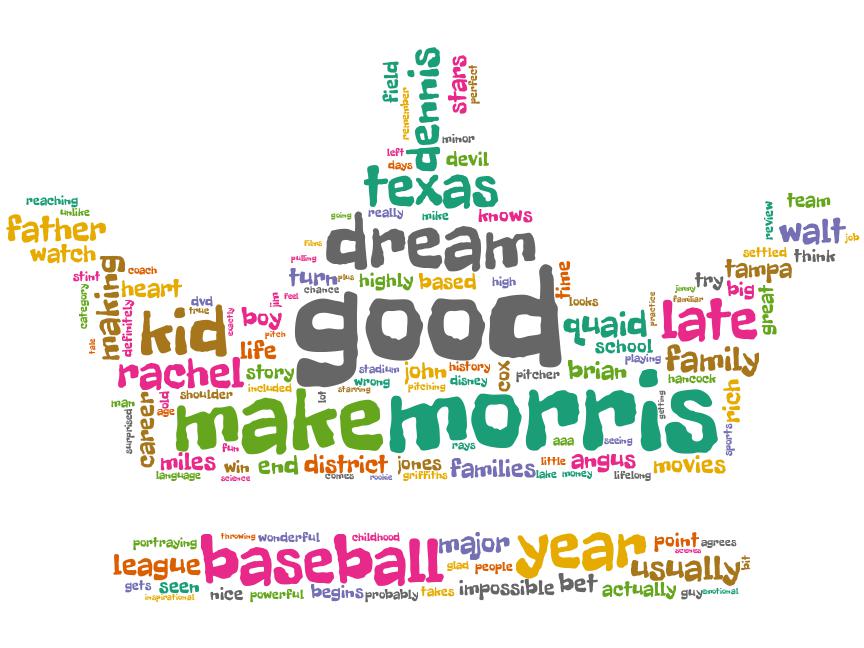 field
dennis
stars
perfect
remember
minor
left
days
devil
texas
going
really
mike
knows
reaching
unlike
father
watch
films
dream
pulling
team
review
walt
job
settled
think
tampa
stint
coach
making
heart
turn
plus
highly
based
high
time
try
big
jenny
familiar
great
category
dvd
true
definitely
kid
exactly
boy
jim
feel
chance
pitch
good
looks
quaid
school
practice
late
tale
life
rachel
story
included
stadium
wrong
starring
john
history
pitching
disney
cox
pitcher
brian
playing
family
hancock
man
surprised
career
old
age
shoulder
lot
make
morris
getting
rich
sports
fun
rays
aaa
seeing
miles
language
win
science
end
district
comes
rookie
jones
griffiths
families
little
lake
money
angus
lifelong
movies
portraying
throwing
wonderful
childhood
major
year
point
agrees
scenes
league
baseball
glad
people
usually
bit
gets
seen
inspirational
nice
powerful
begins
probably
takes
impossible
bet
actually
guy
emotional